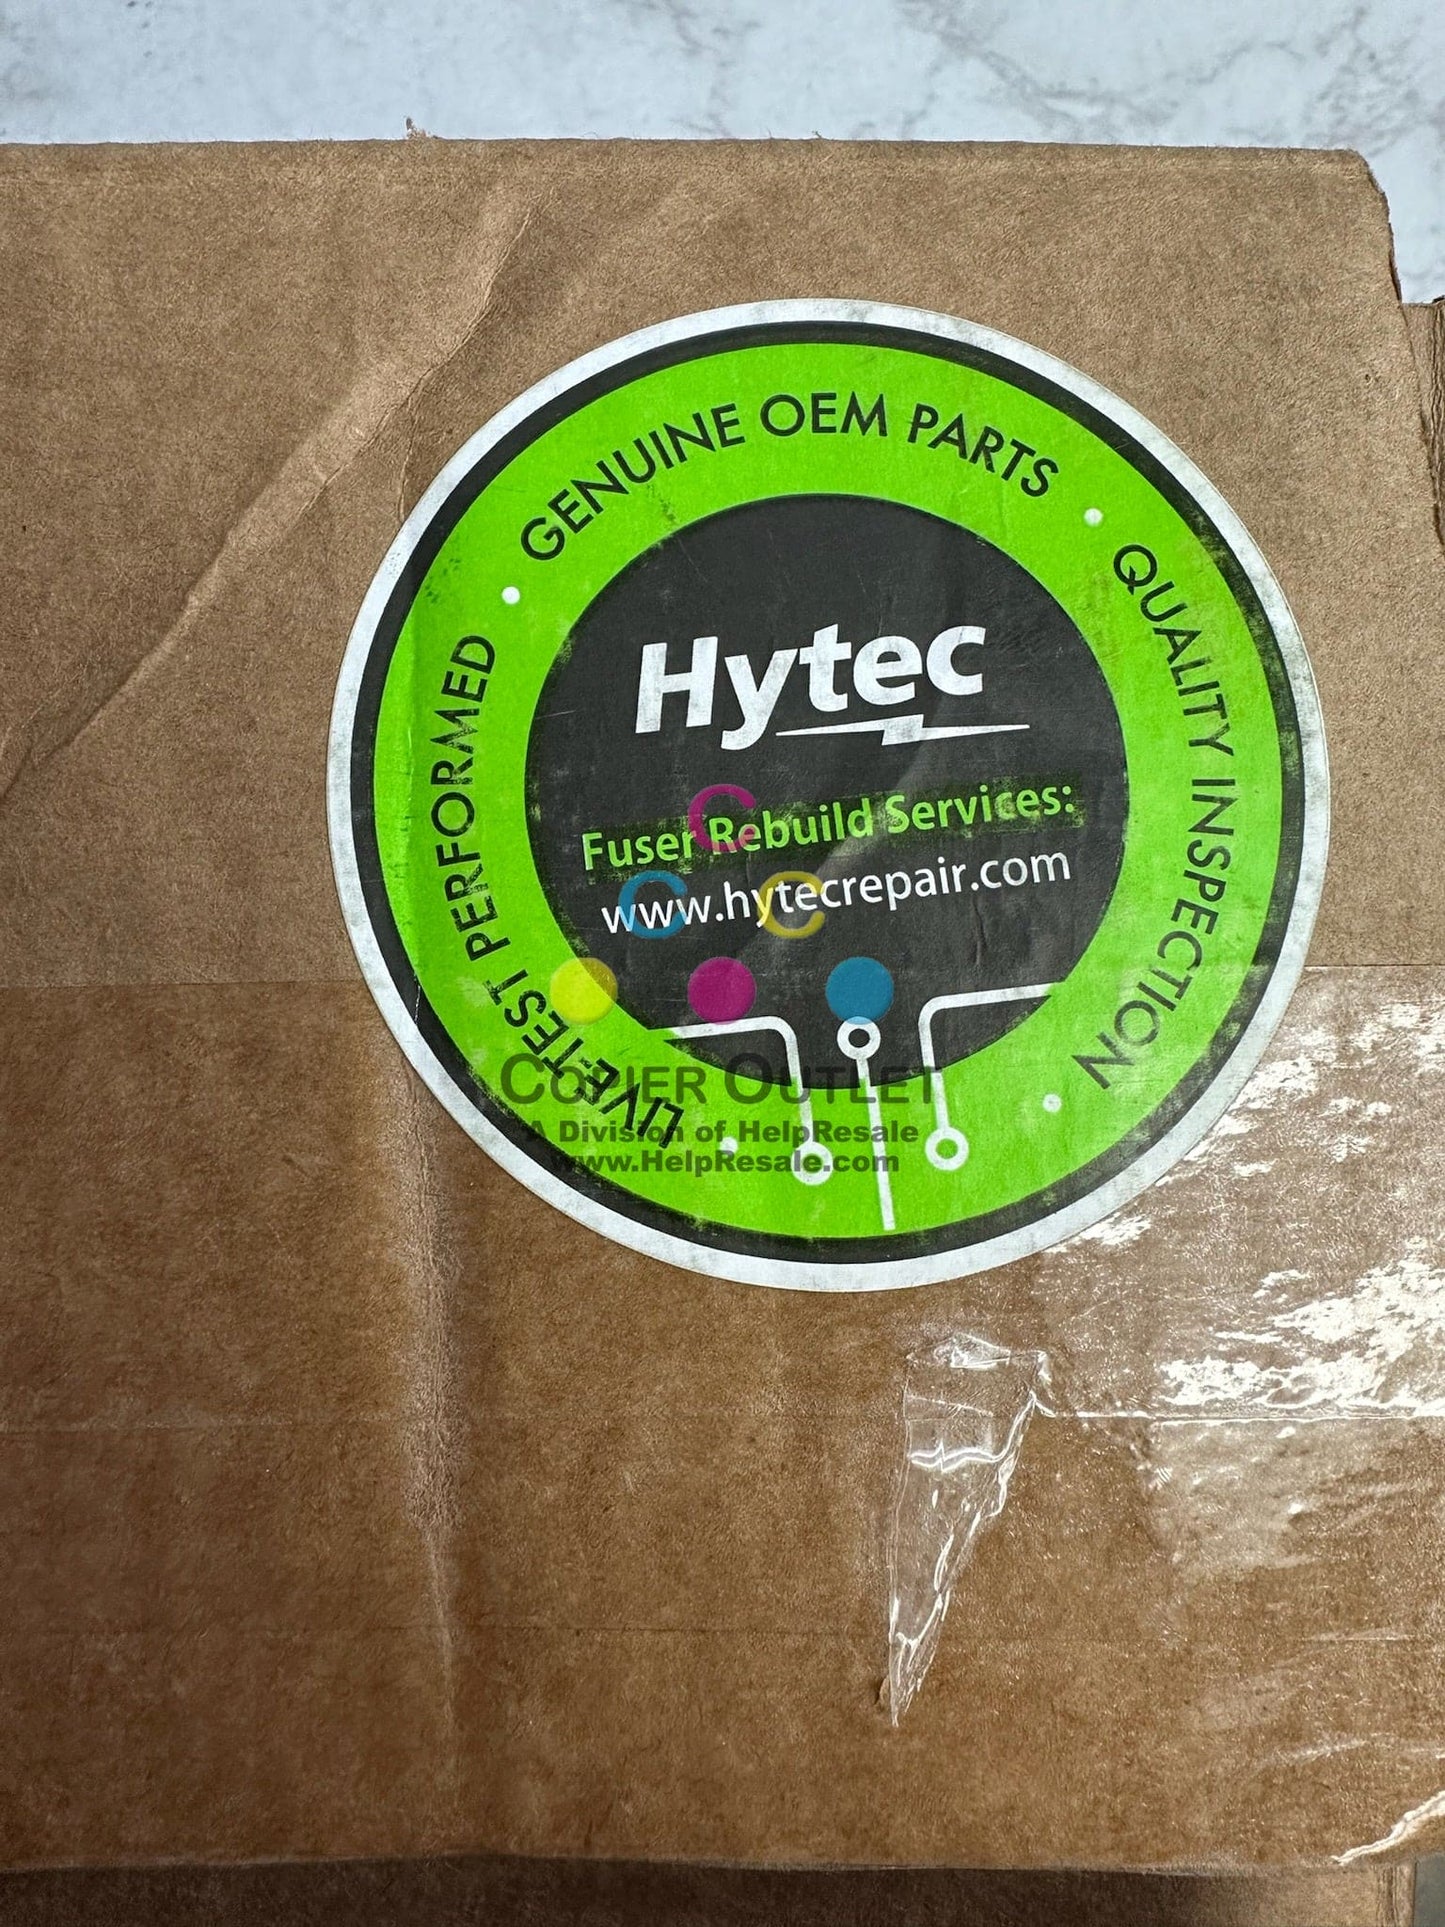 GENUINE OEM PARTS
QUALITY INSPECTION
LIVE-TEST PERFORMED
Hytec
Fuser Rebuild Services:
www.hytecrepair.com
C
C C
COPIER OUTLET
A Division of HelpResale
www.HelpResale.com